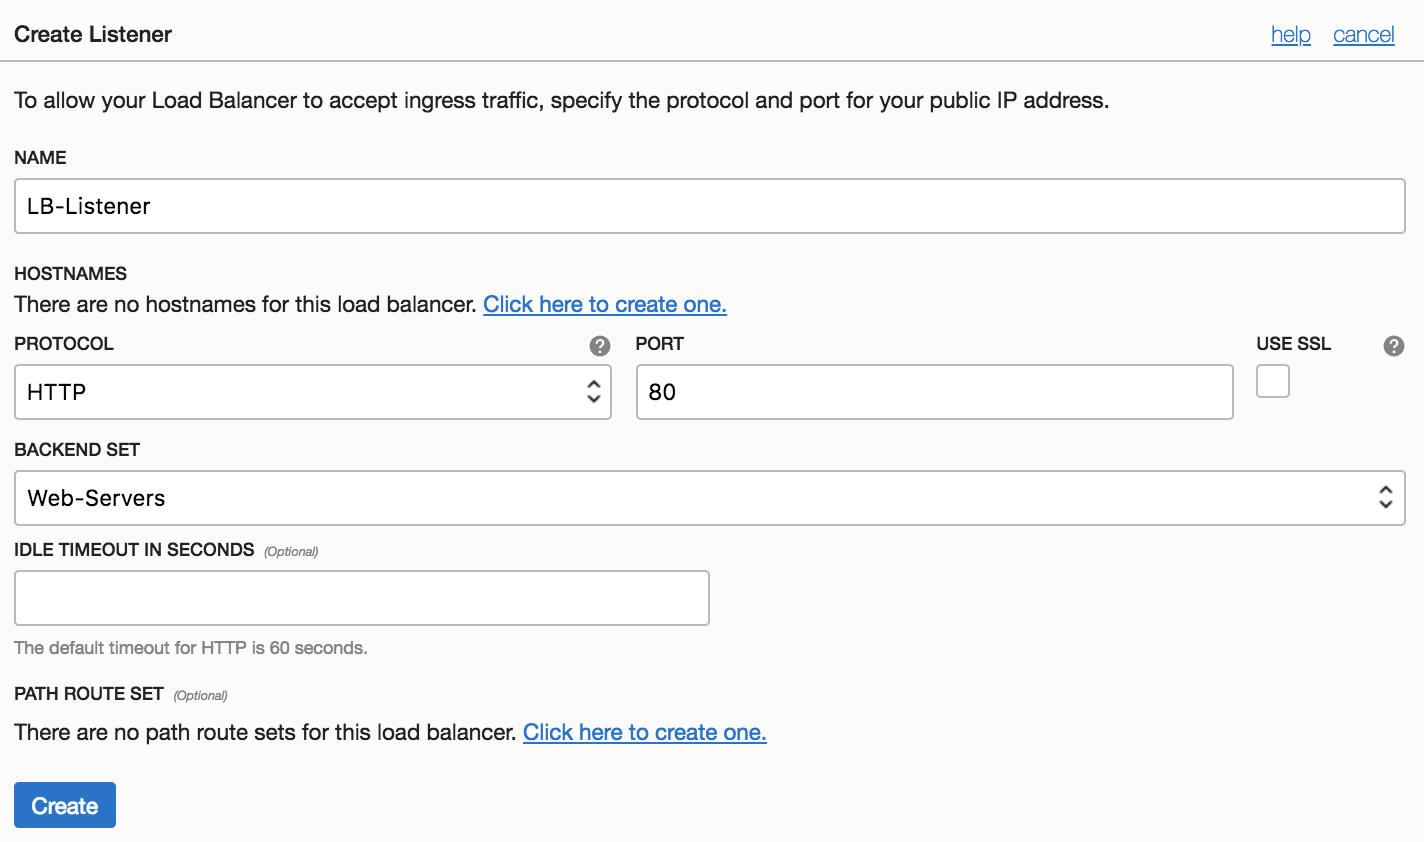 Create Listener
help cancel
To allow your Load Balancer to accept ingress traffic, specify the protocol and port for your public IP address.
NAME
LB-Listener
HOSTNAMES
There are no hostnames for this load balancer. Click here to create one.
PROTOCOL ? PORT USE SSL ?
HTTP 80
BACKEND SET
Web-Servers
IDLE TIMEOUT IN SECONDS (Optional)
The default timeout for HTTP is 60 seconds.
PATH ROUTE SET (Optional)
There are no path route sets for this load balancer. Click here to create one.
Create